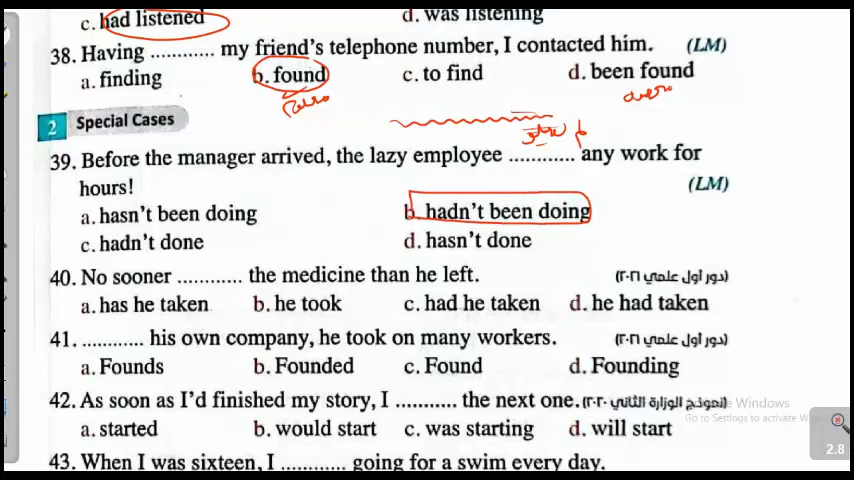 c. had listened d. was listening
38. Having ............ my friend's telephone number, I contacted him. (LM)
a. finding b. found c. to find d. been found
2 Special Cases
39. Before the manager arrived, the lazy employee ............ any work for
hours! (LM)
a. hasn't been doing b. hadn't been doing
c. hadn't done d. hasn't done
40. No sooner ............ the medicine than he left. (دور أول علمي ٢٠٢١)
a. has he taken b. he took c. had he taken d. he had taken
41. ............ his own company, he took on many workers. (دور أول علمي ٢٠٢١)
a. Founds b. Founded c. Found d. Founding
42. As soon as I'd finished my story, I ............ the next one. (نموذج الوزارة الثاني ٢٠٢٠)
a. started b. would start c. was starting d. will start
Windows
Go to Settings to activate Win
2.8
43. When I was sixteen, I ............ going for a swim every day.